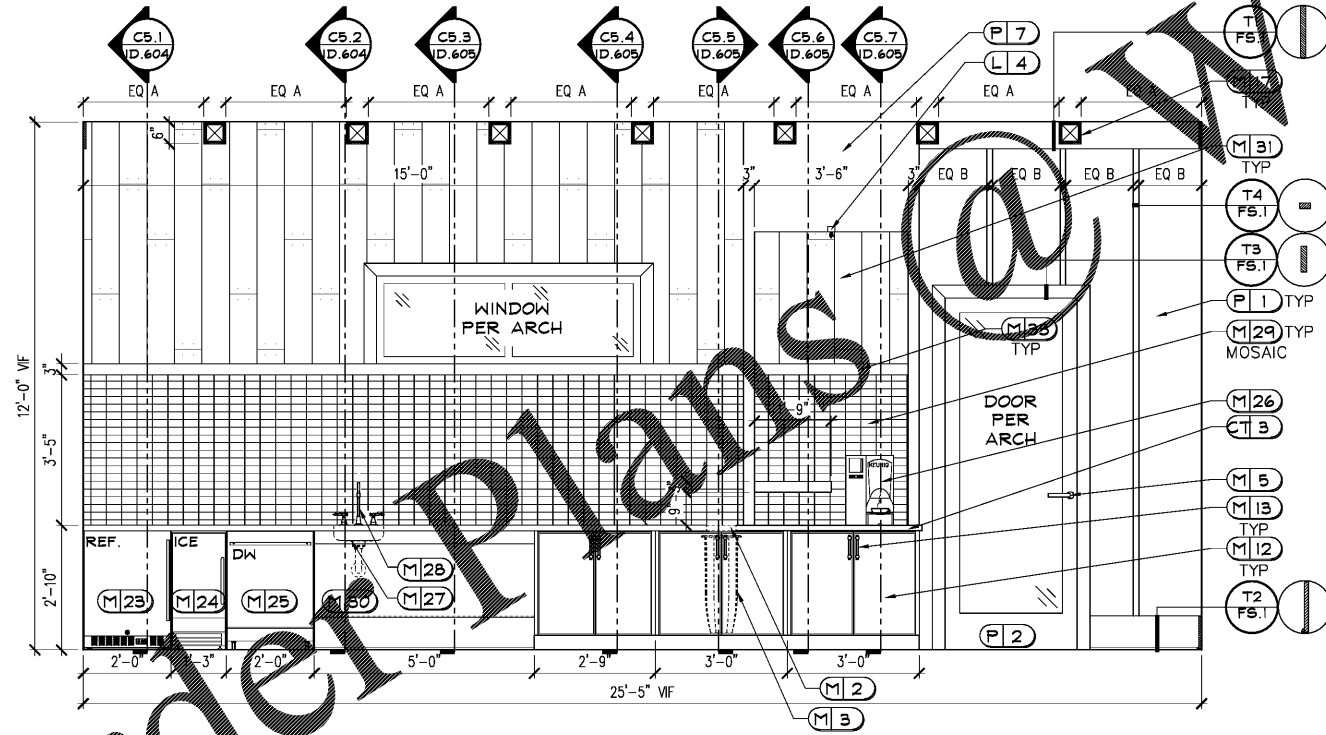 C5.1
ID.604
C5.2
ID.604
C5.3
ID.605
C5.4
ID.605
C5.5
ID.605
C5.6
ID.605
C5.7
ID.605
P 7
L 4
FS.1
EQ A
EQ A
EQ A
EQ A
EQ A
EQ A
EQ A
EQ A
TYP
6"
M 31
TYP
15'-0"
3"
3'-6"
3"
EQ B
EQ B
EQ B
EQ B
T4
FS.1
T3
FS.1
WINDOW
PER ARCH
P 1 TYP
M 33
TYP
M 29 TYP
MOSAIC
12'-0" VIF
3"
3'-5"
2'-10"
DOOR
PER
ARCH
M 26
CT 3
KEURIG
9"
M 5
M 13
TYP
REF.
ICE
DW
M 28
M 27
M 12
TYP
M 23
M 24
M 25
M 30
T2
FS.1
P 2
2'-0"
1'-3"
2'-0"
5'-0"
2'-9"
3'-0"
3'-0"
25'-5" VIF
M 2
M 3
der Plans @ W